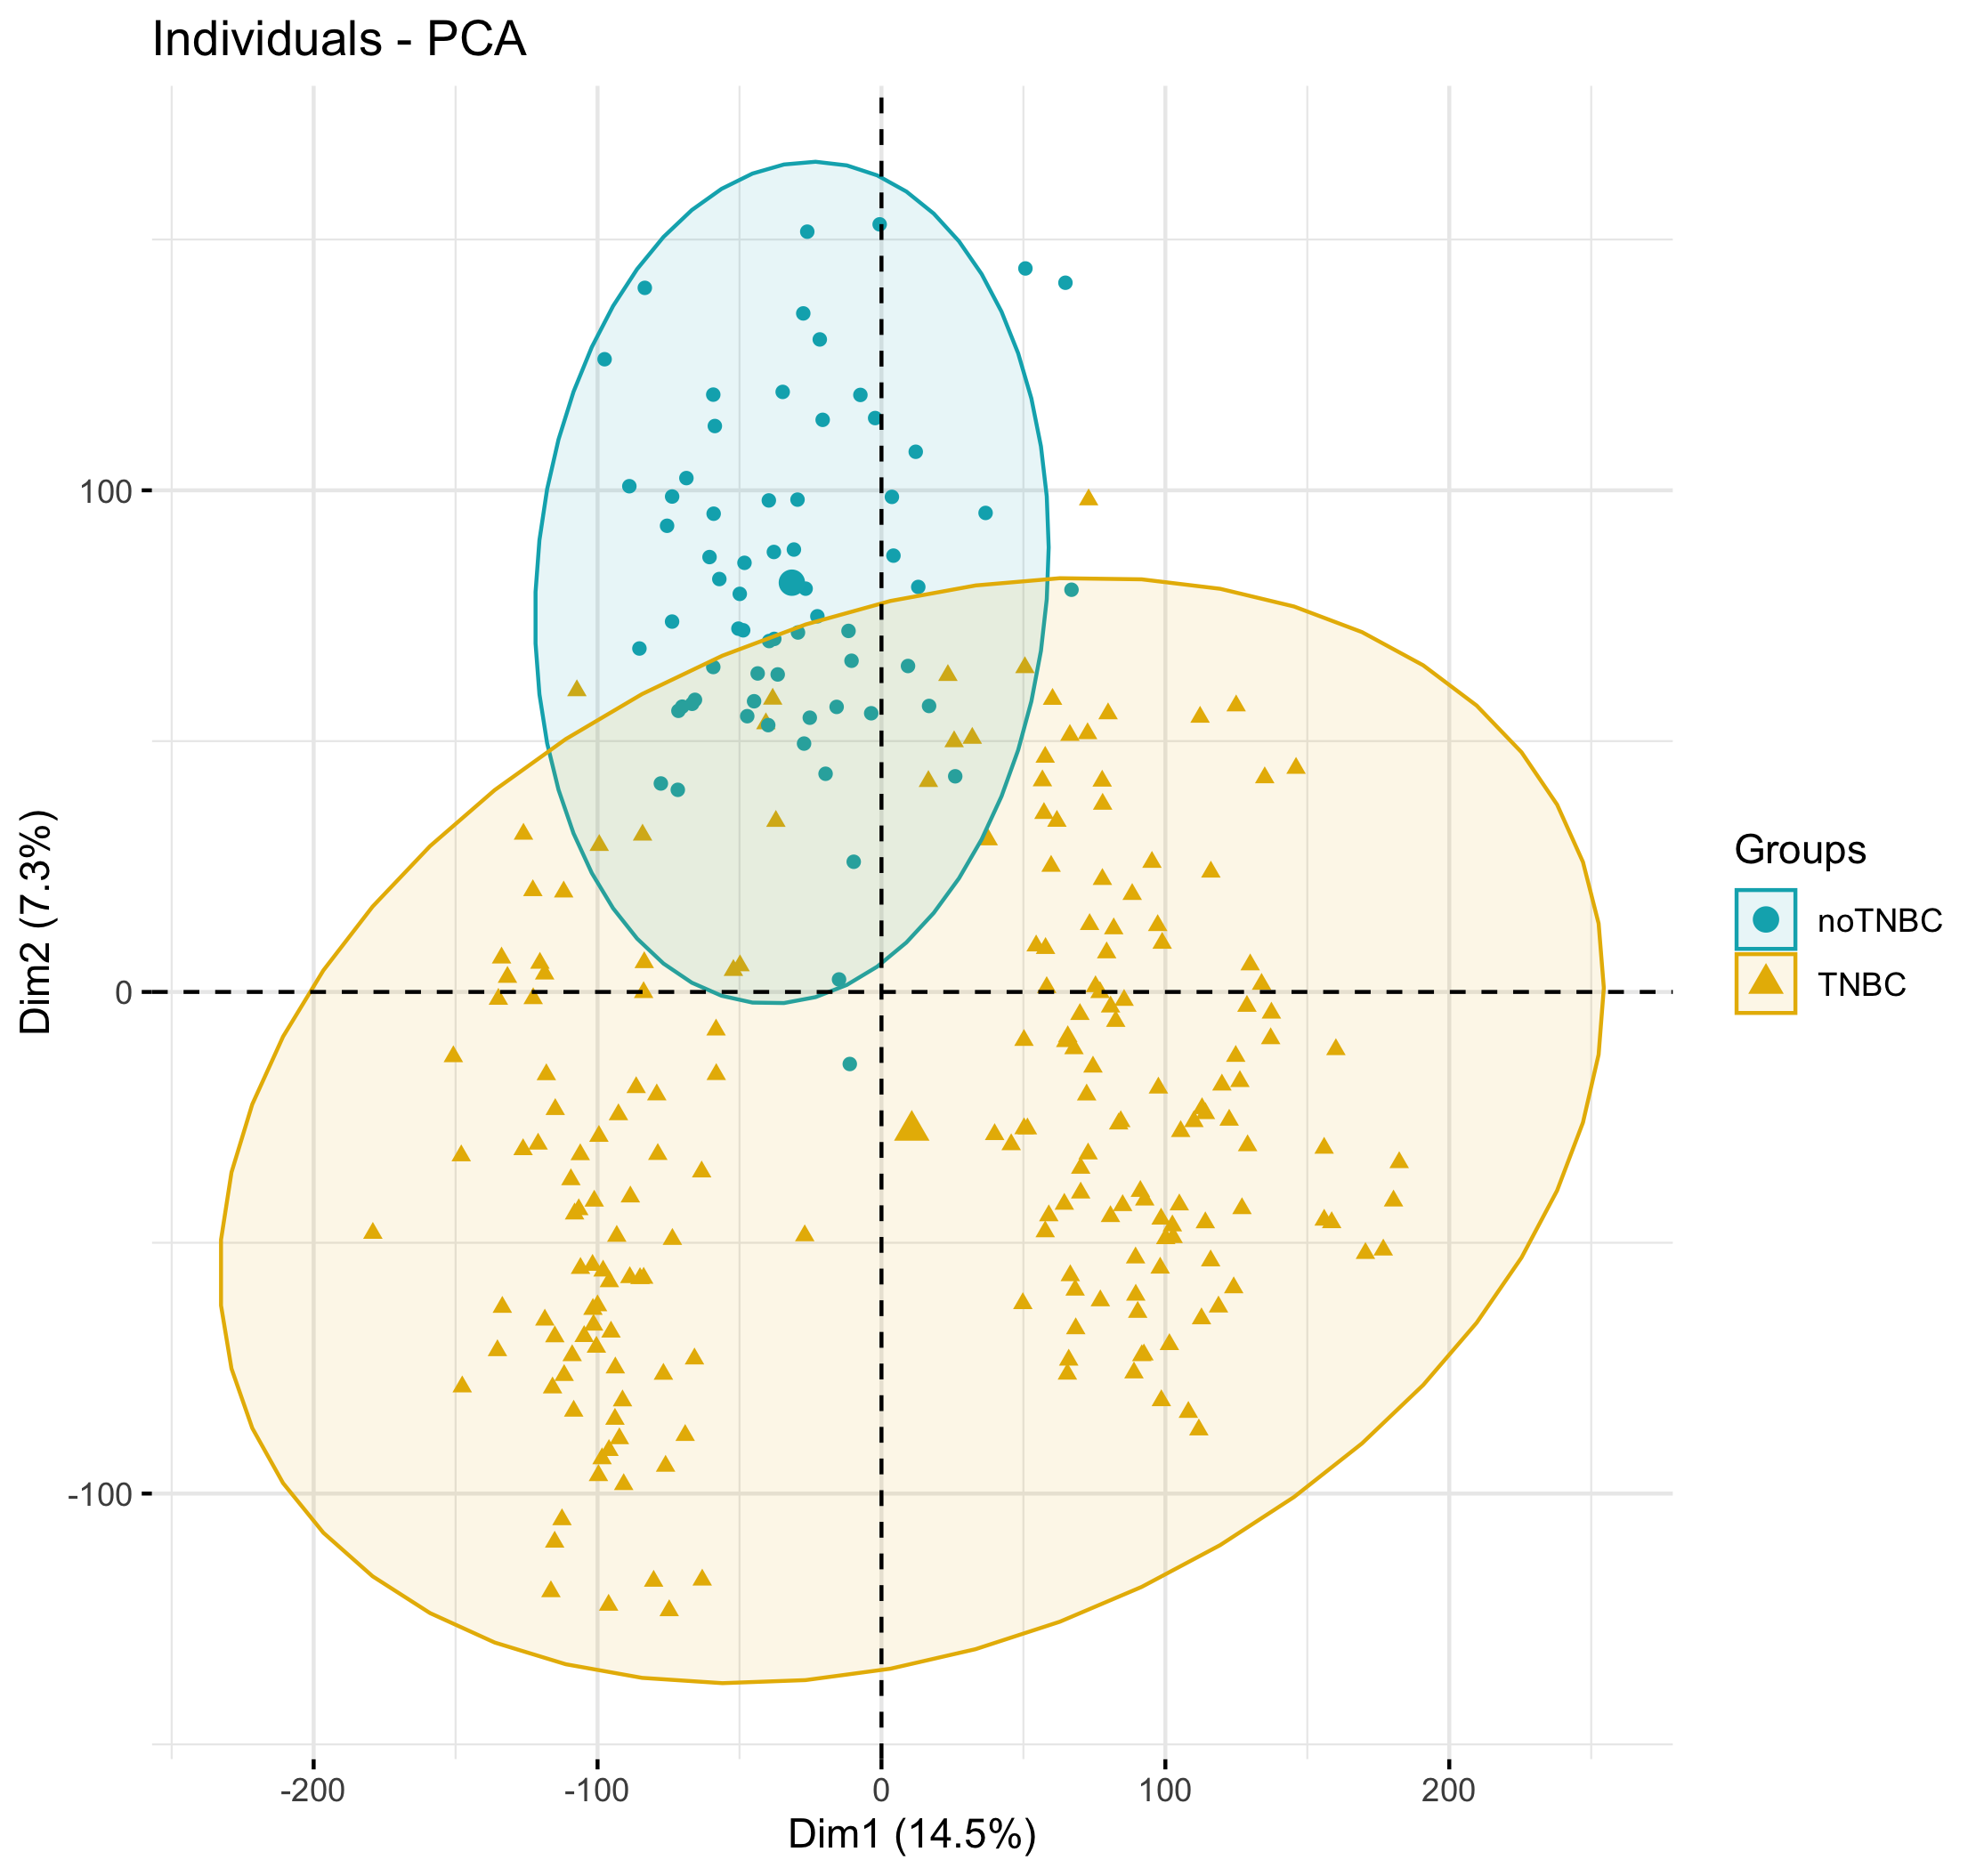 Individuals - PCA
100
0
-100
Dim2 (7.3%)
-200
-100
0
100
200
Dim1 (14.5%)
Groups
noTNBC
TNBC